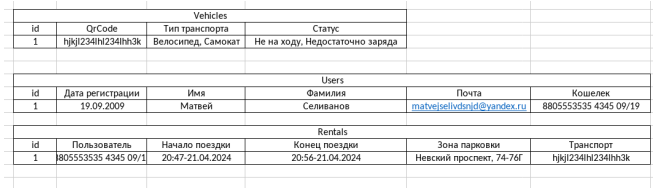 Vehicles
id QrCode Тип транспорта Статус
1 hjkjl234lhl234lhh3k Велосипед, Самокат Не на ходу, Недостаточно заряда
Users
id Дата регистрации Имя Фамилия Почта Кошелек
1 19.09.2009 Матвей Селиванов matvejselivdsnjd@yandex.ru 8805553535 4345 09/19
Rentals
id Пользователь Начало поездки Конец поездки Зона парковки Транспорт
1 8805553535 4345 09/1 20:47-21.04.2024 20:56-21.04.2024 Невский проспект, 74-76Г hjkjl234lhl234lhh3k